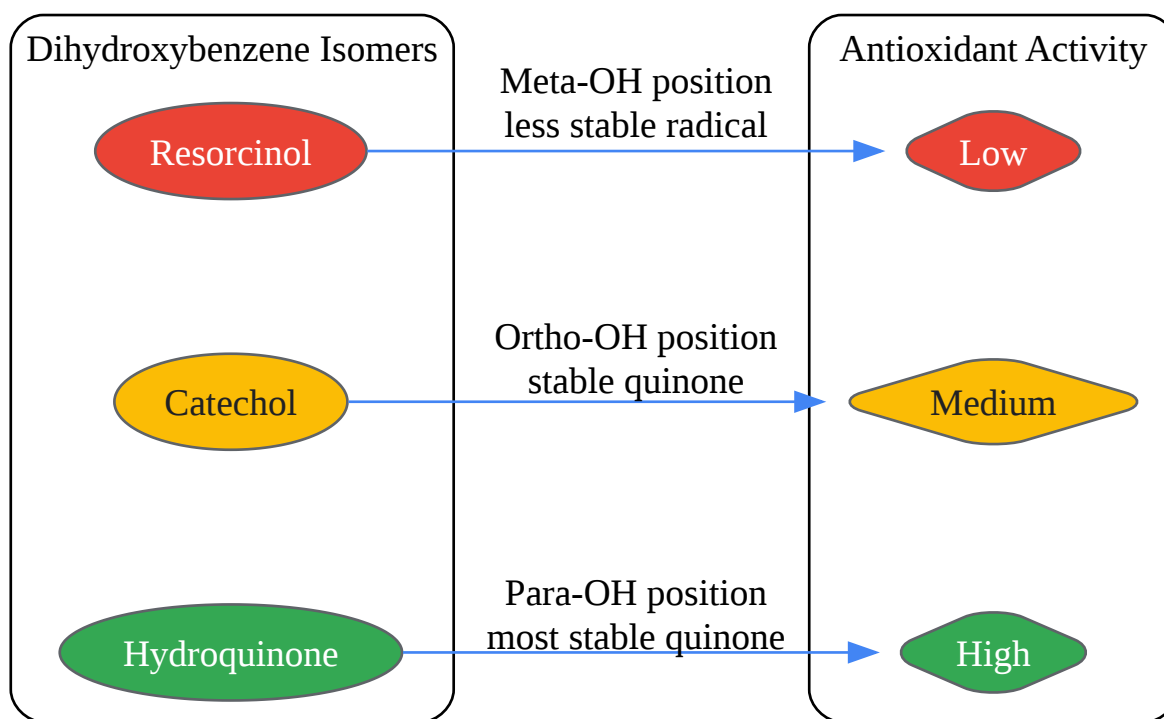 Dihydroxybenzene Isomers
Antioxidant Activity
Meta-OH position
less stable radical
Resorcinol
Low
Ortho-OH position
stable quinone
Catechol
Medium
Para-OH position
most stable quinone
Hydroquinone
High